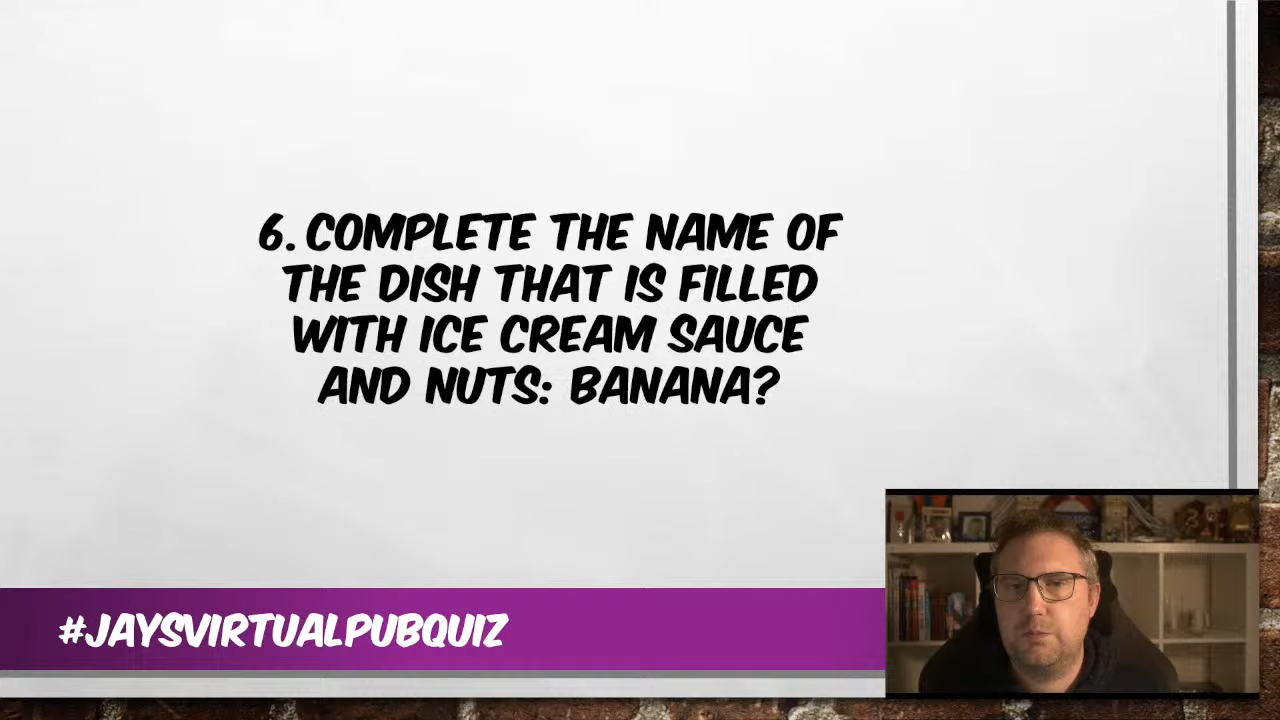 6. COMPLETE THE NAME OF
THE DISH THAT IS FILLED
WITH ICE CREAM SAUCE
AND NUTS: BANANA?
#JAYSVIRTUALPUBQUIZ